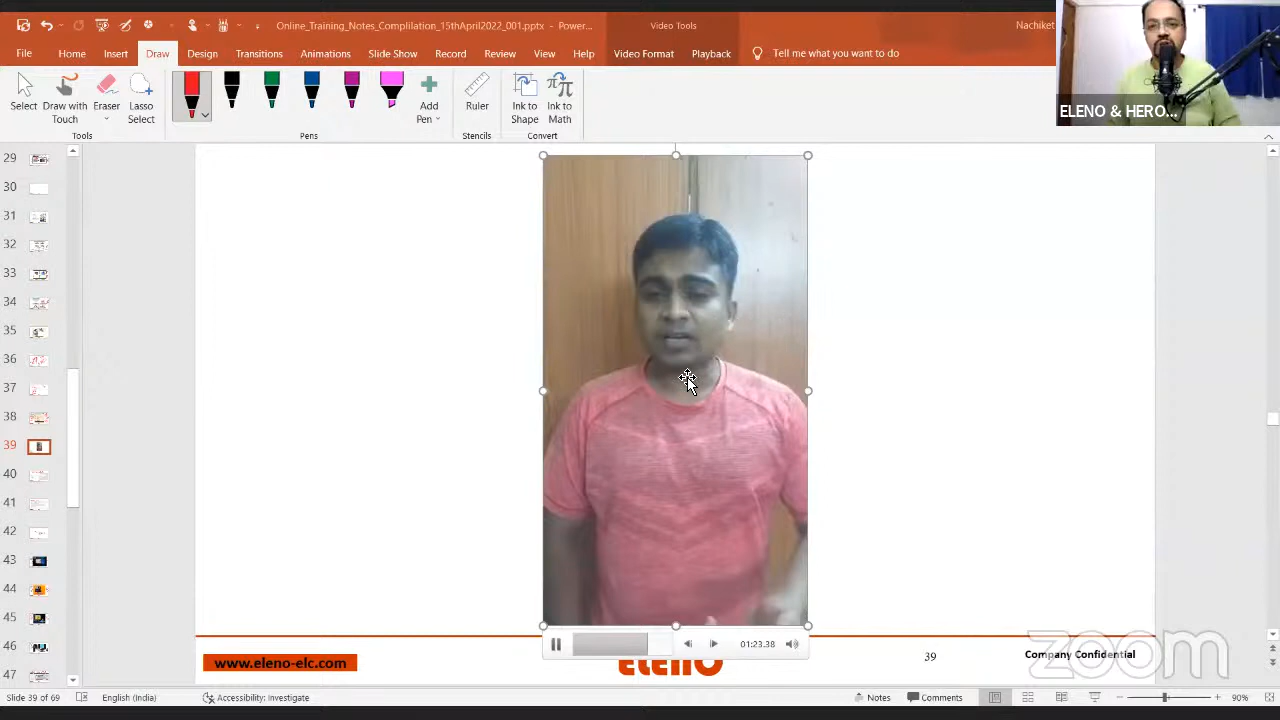 Online_Training_Notes_Complilation_15thApril2022_001.pptx - Power...
Video Tools
Nachiket
File Home Insert Draw Design Transitions Animations Slide Show Record Review View Help Video Format Playback Tell me what you want to do
Select
Draw with Touch
Eraser
Lasso Select
Add Pen
Ruler
Ink to Shape
Ink to Math
Tools
Pens
Stencils
Convert
ELENO & HERO...
29
30
31
32
33
34
35
36
37
38
39
40
41
42
43
44
45
46
47
01:23.38
www.eleno-elc.com
eleno
39
Company Confidential
zoom
Slide 39 of 69
English (India)
Accessibility: Investigate
Notes
Comments
90%